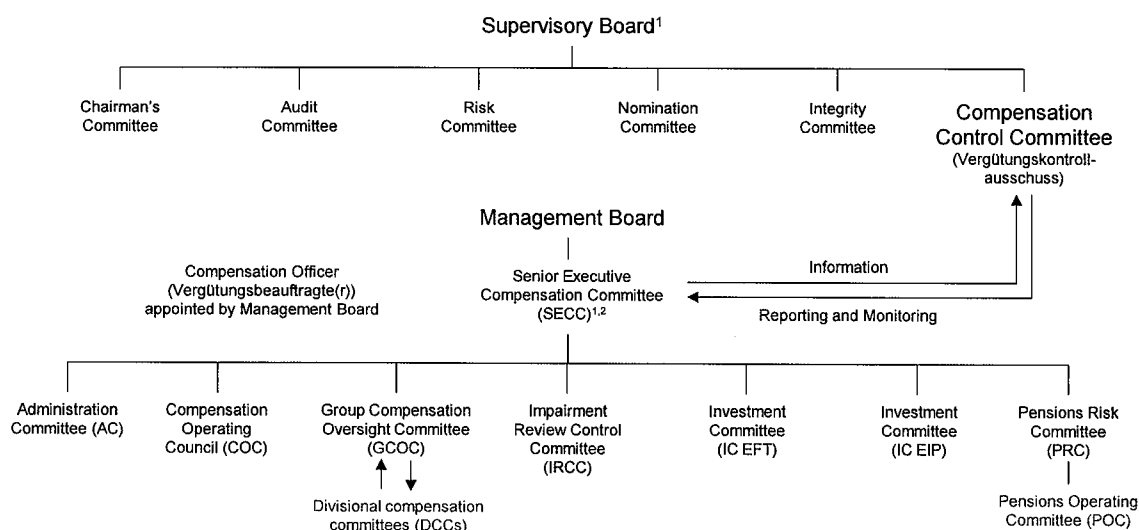 Supervisory Board¹
Chairman's
Committee
Audit
Committee
Risk
Committee
Nomination
Committee
Integrity
Committee
Compensation
Control Committee
(Vergütungskontroll-
ausschuss)
Management Board
Compensation Officer
(Vergütungsbeauftragte(r))
appointed by Management Board
Senior Executive
Compensation Committee
(SECC)¹,²
Information
Reporting and Monitoring
Administration
Committee (AC)
Compensation
Operating
Council (COC)
Group Compensation
Oversight Committee
(GCOC)
Impairment
Review Control
Committee
(IRCC)
Investment
Committee
(IC EFT)
Investment
Committee
(IC EIP)
Pensions Risk
Committee
(PRC)
Divisional compensation
committees (DCCs)
Pensions Operating
Committee (POC)